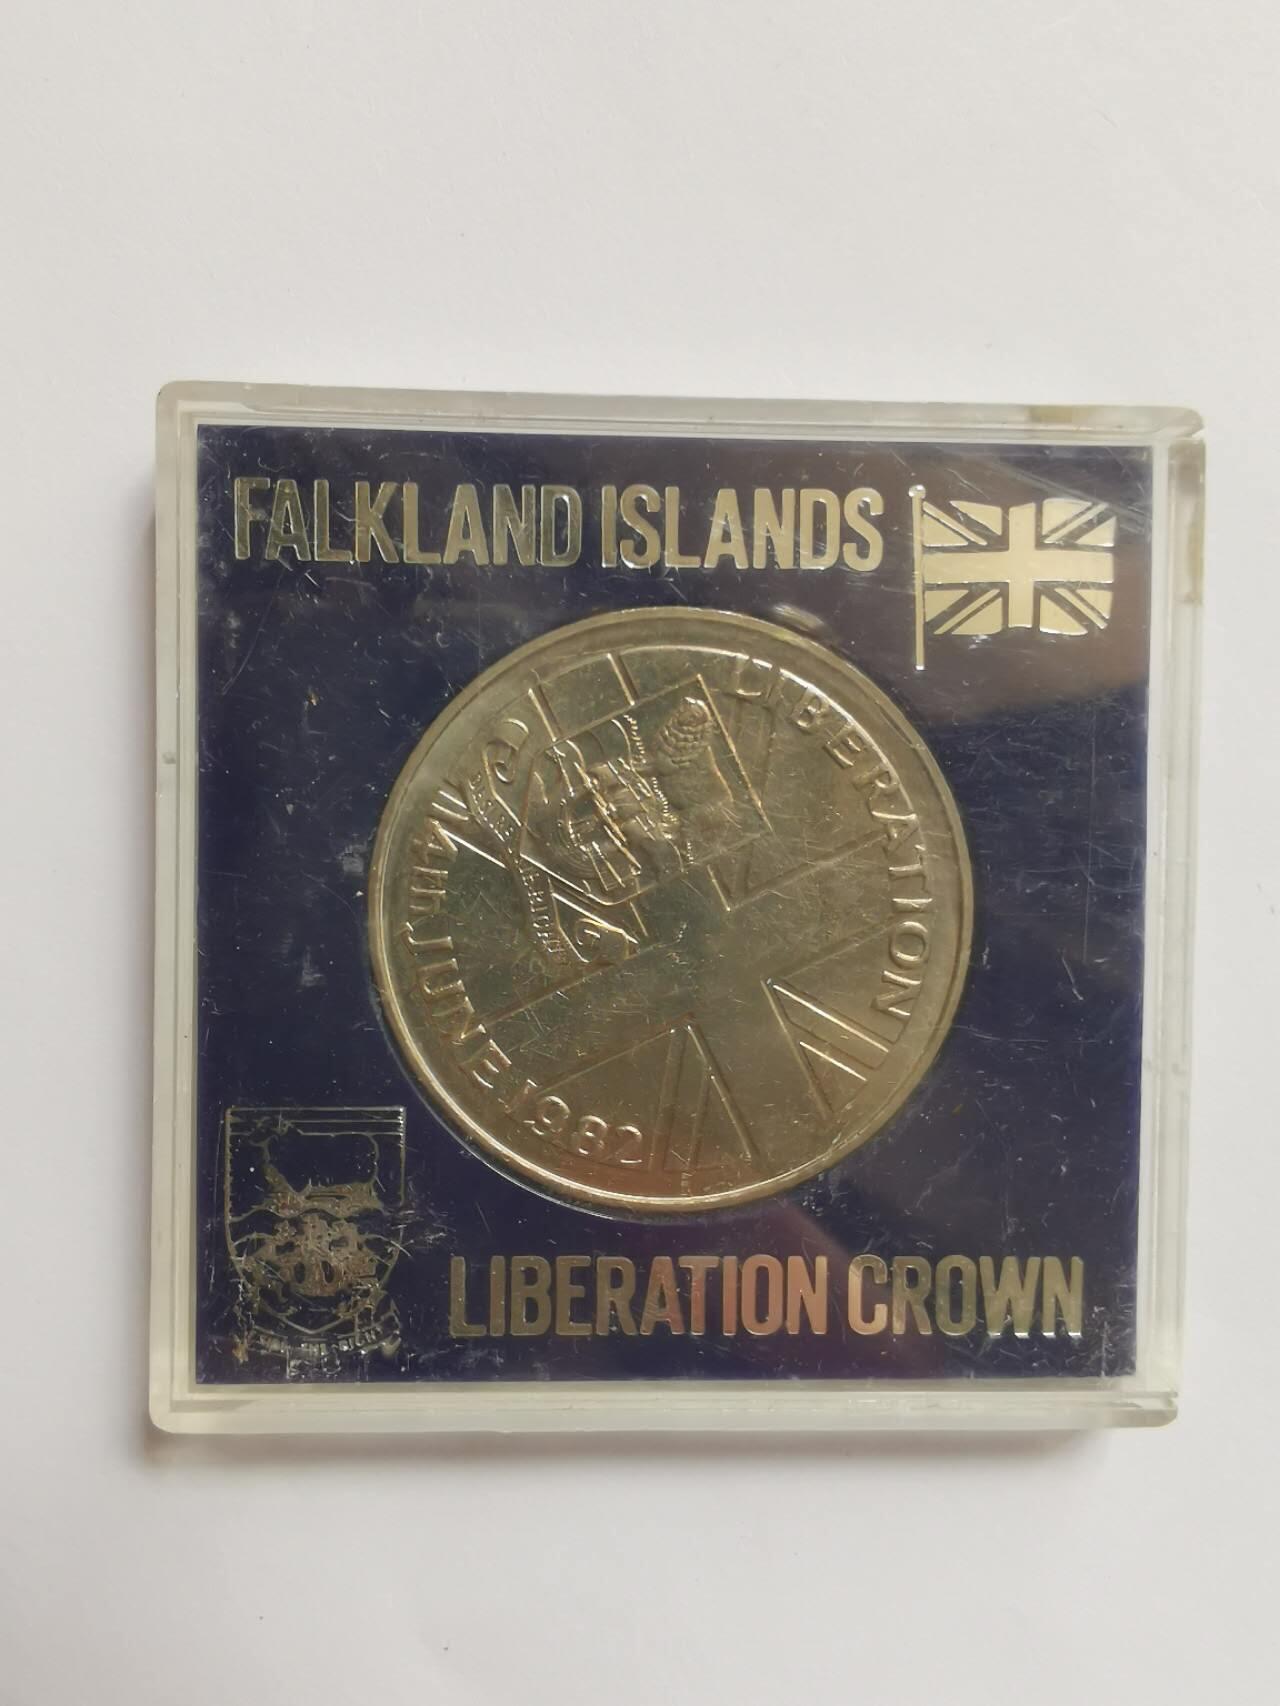 FALKLAND ISLANDS
LIBERATION
14th JUNE 1982
LIBERATION CROWN